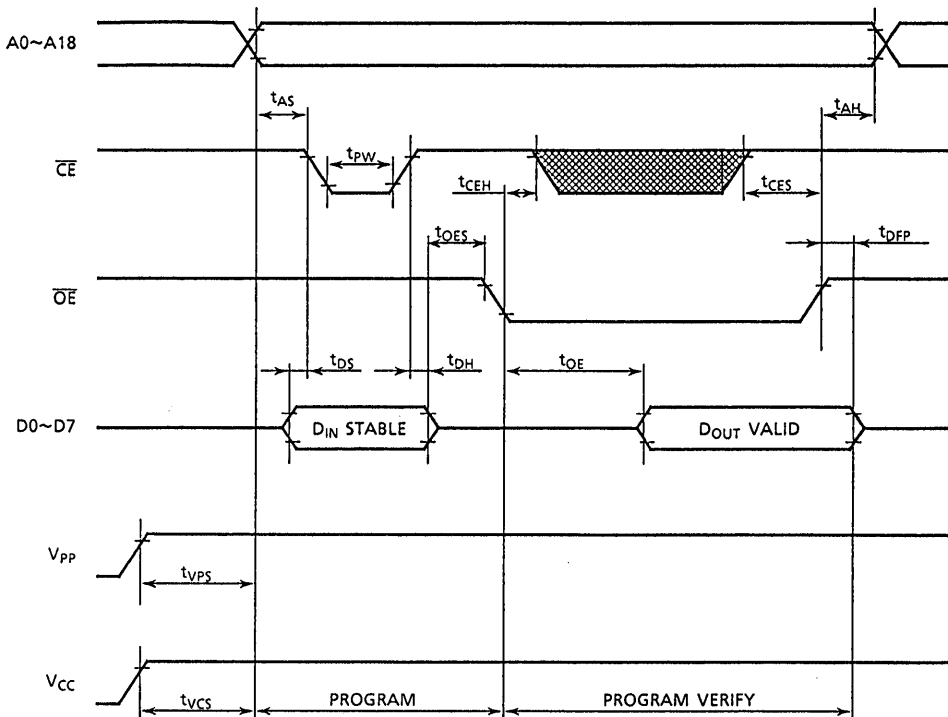 A0~A18
tAS
tAH
CE
tPW
tCEH
tCES
tOES
tDFP
OE
tDS
tDH
tOE
D0~D7
DIN STABLE
DOUT VALID
VPP
tVPS
VCC
tVCS
PROGRAM
PROGRAM VERIFY